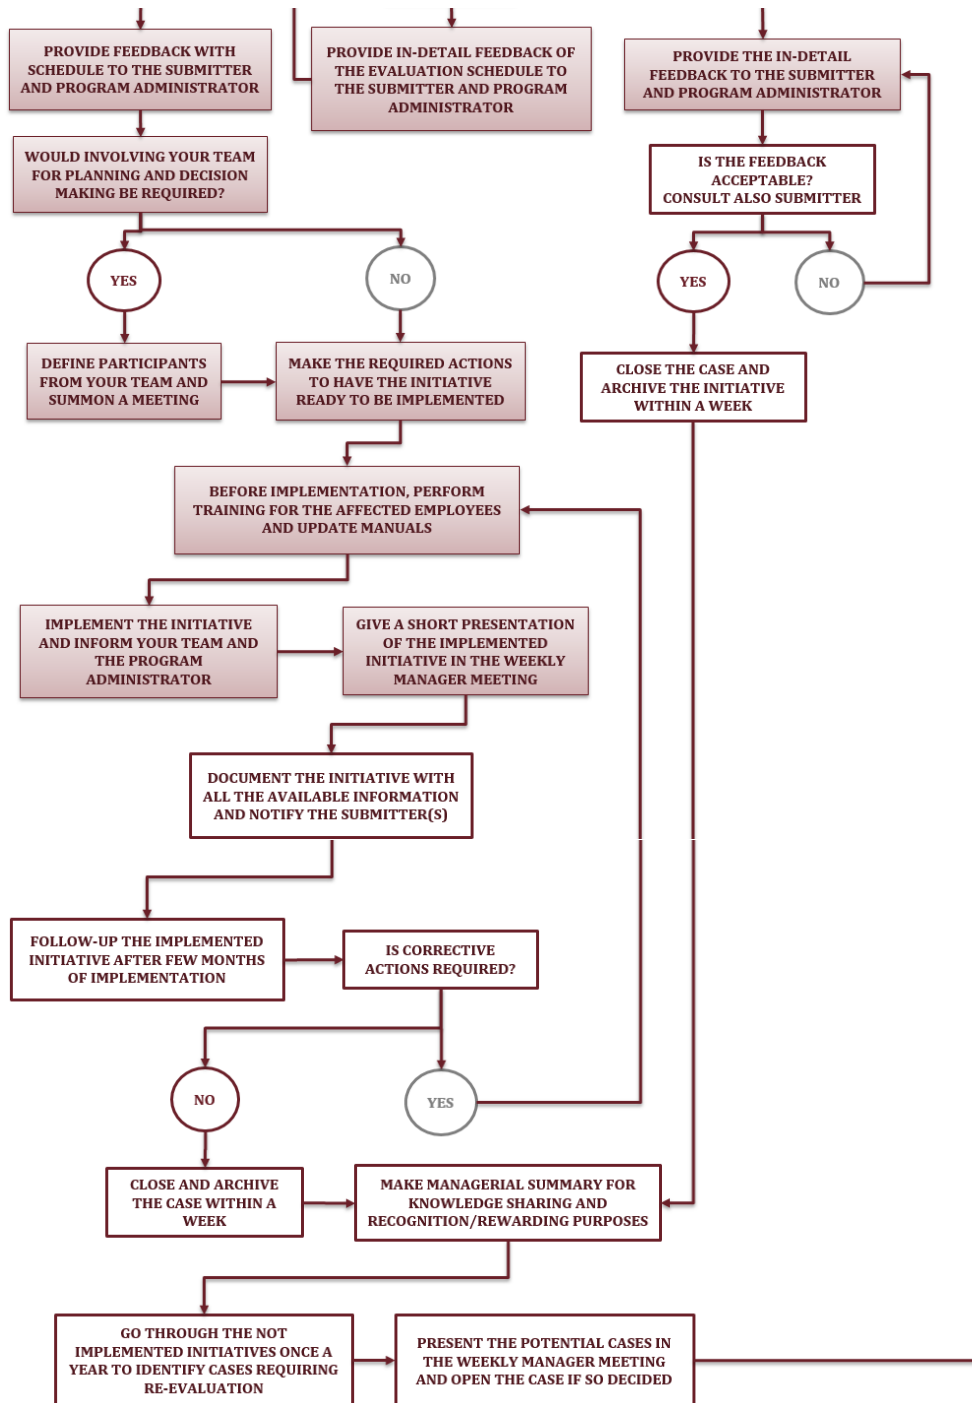 PROVIDE FEEDBACK WITH
SCHEDULE TO THE SUBMITTER
AND PROGRAM ADMINISTRATOR
PROVIDE IN-DETAIL FEEDBACK OF
THE EVALUATION SCHEDULE TO
THE SUBMITTER AND PROGRAM
ADMINISTRATOR
PROVIDE THE IN-DETAIL
FEEDBACK TO THE SUBMITTER
AND PROGRAM ADMINISTRATOR
WOULD INVOLVING YOUR TEAM
FOR PLANNING AND DECISION
MAKING BE REQUIRED?
IS THE FEEDBACK
ACCEPTABLE?
CONSULT ALSO SUBMITTER
YES
NO
YES
NO
DEFINE PARTICIPANTS
FROM YOUR TEAM AND
SUMMON A MEETING
MAKE THE REQUIRED ACTIONS
TO HAVE THE INITIATIVE
READY TO BE IMPLEMENTED
CLOSE THE CASE AND
ARCHIVE THE INITIATIVE
WITHIN A WEEK
BEFORE IMPLEMENTATION, PERFORM
TRAINING FOR THE AFFECTED EMPLOYEES
AND UPDATE MANUALS
IMPLEMENT THE INITIATIVE
AND INFORM YOUR TEAM AND
THE PROGRAM
ADMINISTRATOR
GIVE A SHORT PRESENTATION
OF THE IMPLEMENTED
INITIATIVE IN THE WEEKLY
MANAGER MEETING
DOCUMENT THE INITIATIVE WITH
ALL THE AVAILABLE INFORMATION
AND NOTIFY THE SUBMITTER(S)
FOLLOW-UP THE IMPLEMENTED
INITIATIVE AFTER FEW MONTHS
OF IMPLEMENTATION
IS CORRECTIVE
ACTIONS REQUIRED?
NO
YES
CLOSE AND ARCHIVE
THE CASE WITHIN A
WEEK
MAKE MANAGERIAL SUMMARY FOR
KNOWLEDGE SHARING AND
RECOGNITION/REWARDING PURPOSES
GO THROUGH THE NOT
IMPLEMENTED INITIATIVES ONCE A
YEAR TO IDENTIFY CASES REQUIRING
RE-EVALUATION
PRESENT THE POTENTIAL CASES IN
THE WEEKLY MANAGER MEETING
AND OPEN THE CASE IF SO DECIDED